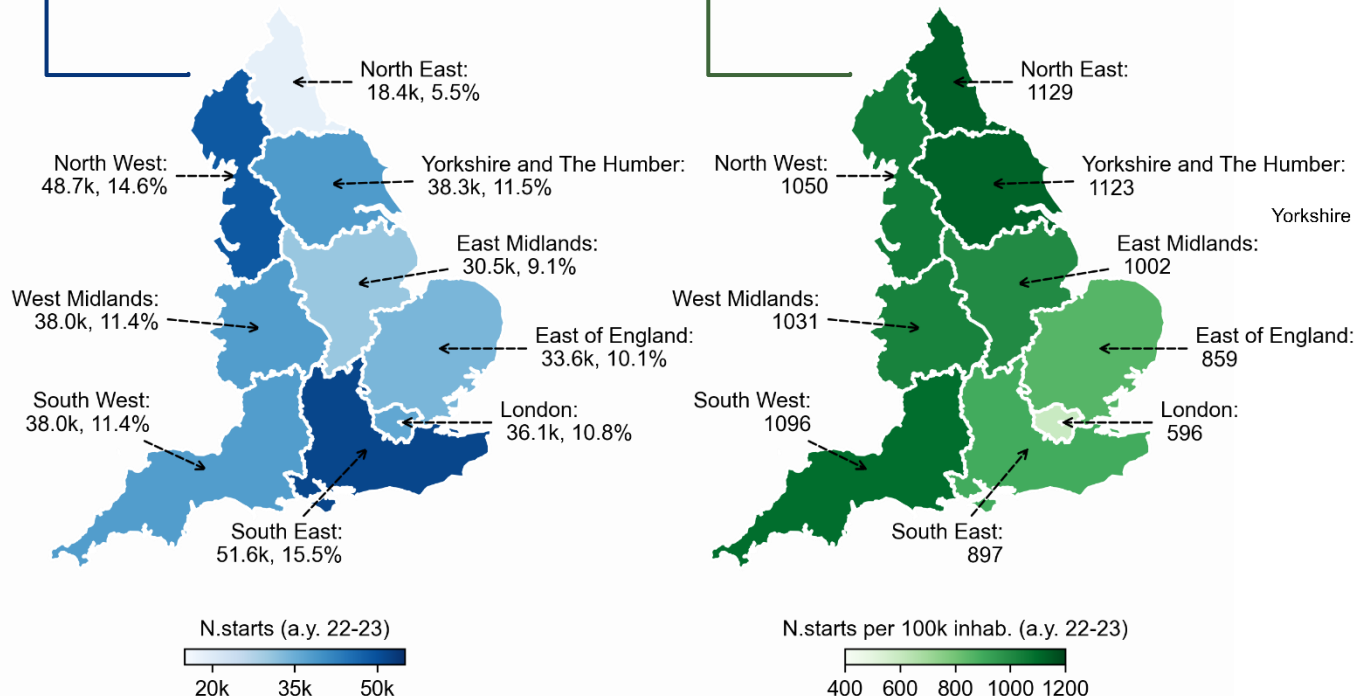 North East:
18.4k, 5.5%
North West:
48.7k, 14.6%
Yorkshire and The Humber:
38.3k, 11.5%
East Midlands:
30.5k, 9.1%
West Midlands:
38.0k, 11.4%
East of England:
33.6k, 10.1%
South West:
38.0k, 11.4%
London:
36.1k, 10.8%
South East:
51.6k, 15.5%
N.starts (a.y. 22-23)
20k 35k 50k
North East:
1129
North West:
1050
Yorkshire and The Humber:
1123
Yorkshire
East Midlands:
1002
West Midlands:
1031
East of England:
859
South West:
1096
London:
596
South East:
897
N.starts per 100k inhab. (a.y. 22-23)
400 600 800 1000 1200